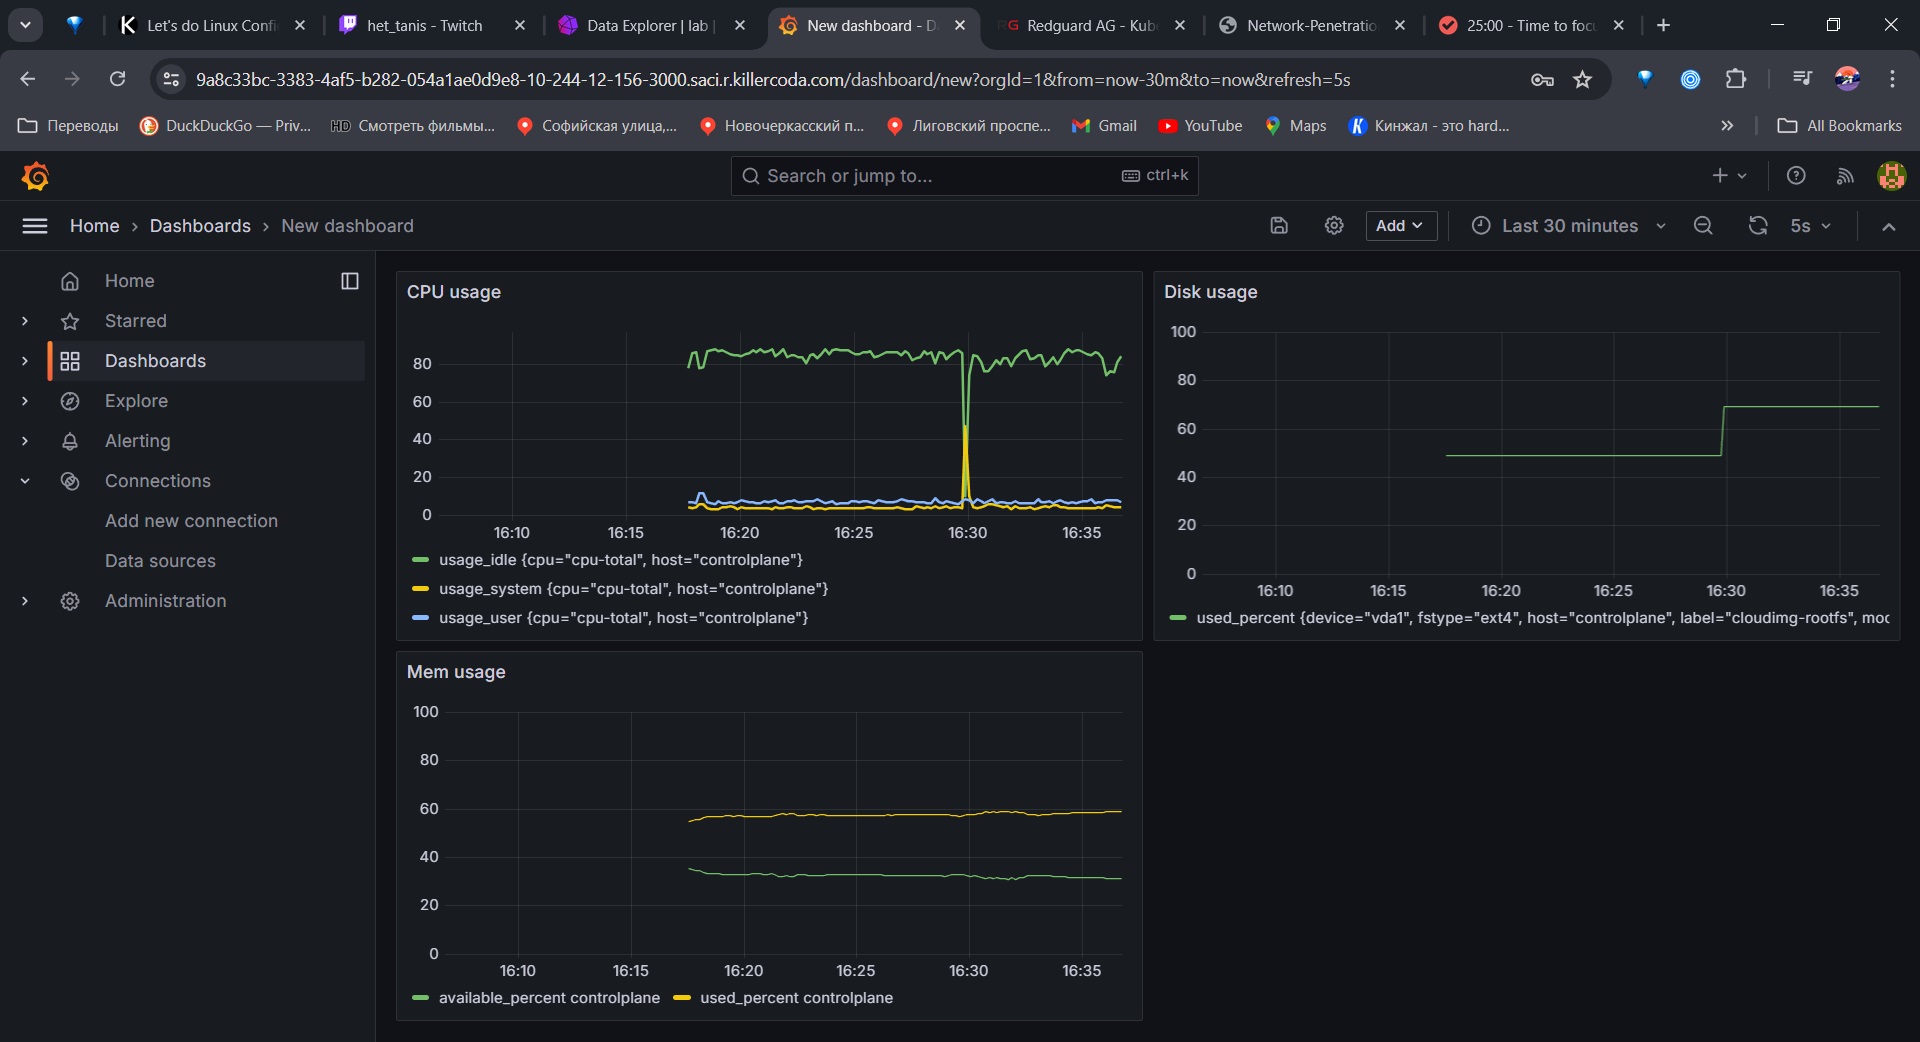 Let's do Linux Confi
het_tanis - Twitch
Data Explorer | lab |
New dashboard - D
RG Redguard AG - Kub
Network-Penetratio
25:00 - Time to foc
9a8c33bc-3383-4af5-b282-054a1ae0d9e8-10-244-12-156-3000.saci.r.killercoda.com/dashboard/new?orgId=1&from=now-30m&to=now&refresh=5s
Переводы
DuckDuckGo — Priv...
HD Смотреть фильмы...
Софийская улица,...
Новочеркасский п...
Лиговский проспе...
Gmail
YouTube
Maps
Кинжал - это hard...
All Bookmarks
Search or jump to...
ctrl+k
Home › Dashboards › New dashboard
Add
Last 30 minutes
5s
Home
Starred
Dashboards
Explore
Alerting
Connections
Add new connection
Data sources
Administration
CPU usage
80
60
40
20
0
16:10 16:15 16:20 16:25 16:30 16:35
usage_idle {cpu="cpu-total", host="controlplane"}
usage_system {cpu="cpu-total", host="controlplane"}
usage_user {cpu="cpu-total", host="controlplane"}
Disk usage
100
80
60
40
20
0
16:10 16:15 16:20 16:25 16:30 16:35
used_percent {device="vda1", fstype="ext4", host="controlplane", label="cloudimg-rootfs", moc
Mem usage
100
80
60
40
20
0
16:10 16:15 16:20 16:25 16:30 16:35
available_percent controlplane used_percent controlplane